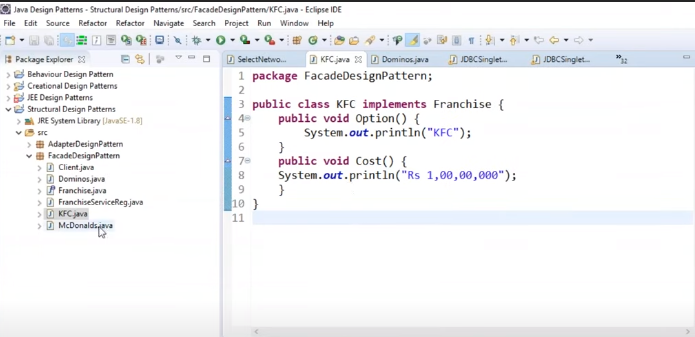 Java Design Patterns - Structural Design Patterns/src/FacadeDesignPattern/KFC.java - Eclipse IDE
File Edit Source Refactor Refactor Navigate Search Project Run Window Help
Package Explorer
SelectNetwo... KFC.java Dominos.java JDBCSinglet... JDBCSinglet... »32
Behaviour Design Pattern
Creational Design Patterns
JEE Design Patterns
Structural Design Patterns
JRE System Library [JavaSE-1.8]
src
AdapterDesignPattern
FacadeDesignPattern
Client.java
Dominos.java
Franchise.java
FranchiseServiceReg.java
KFC.java
McDonalds.java
1 package FacadeDesignPattern;
2
3 public class KFC implements Franchise {
4 public void Option() {
5 System.out.println("KFC");
6 }
7 public void Cost() {
8 System.out.println("Rs 1,00,00,000");
9 }
10 }
11